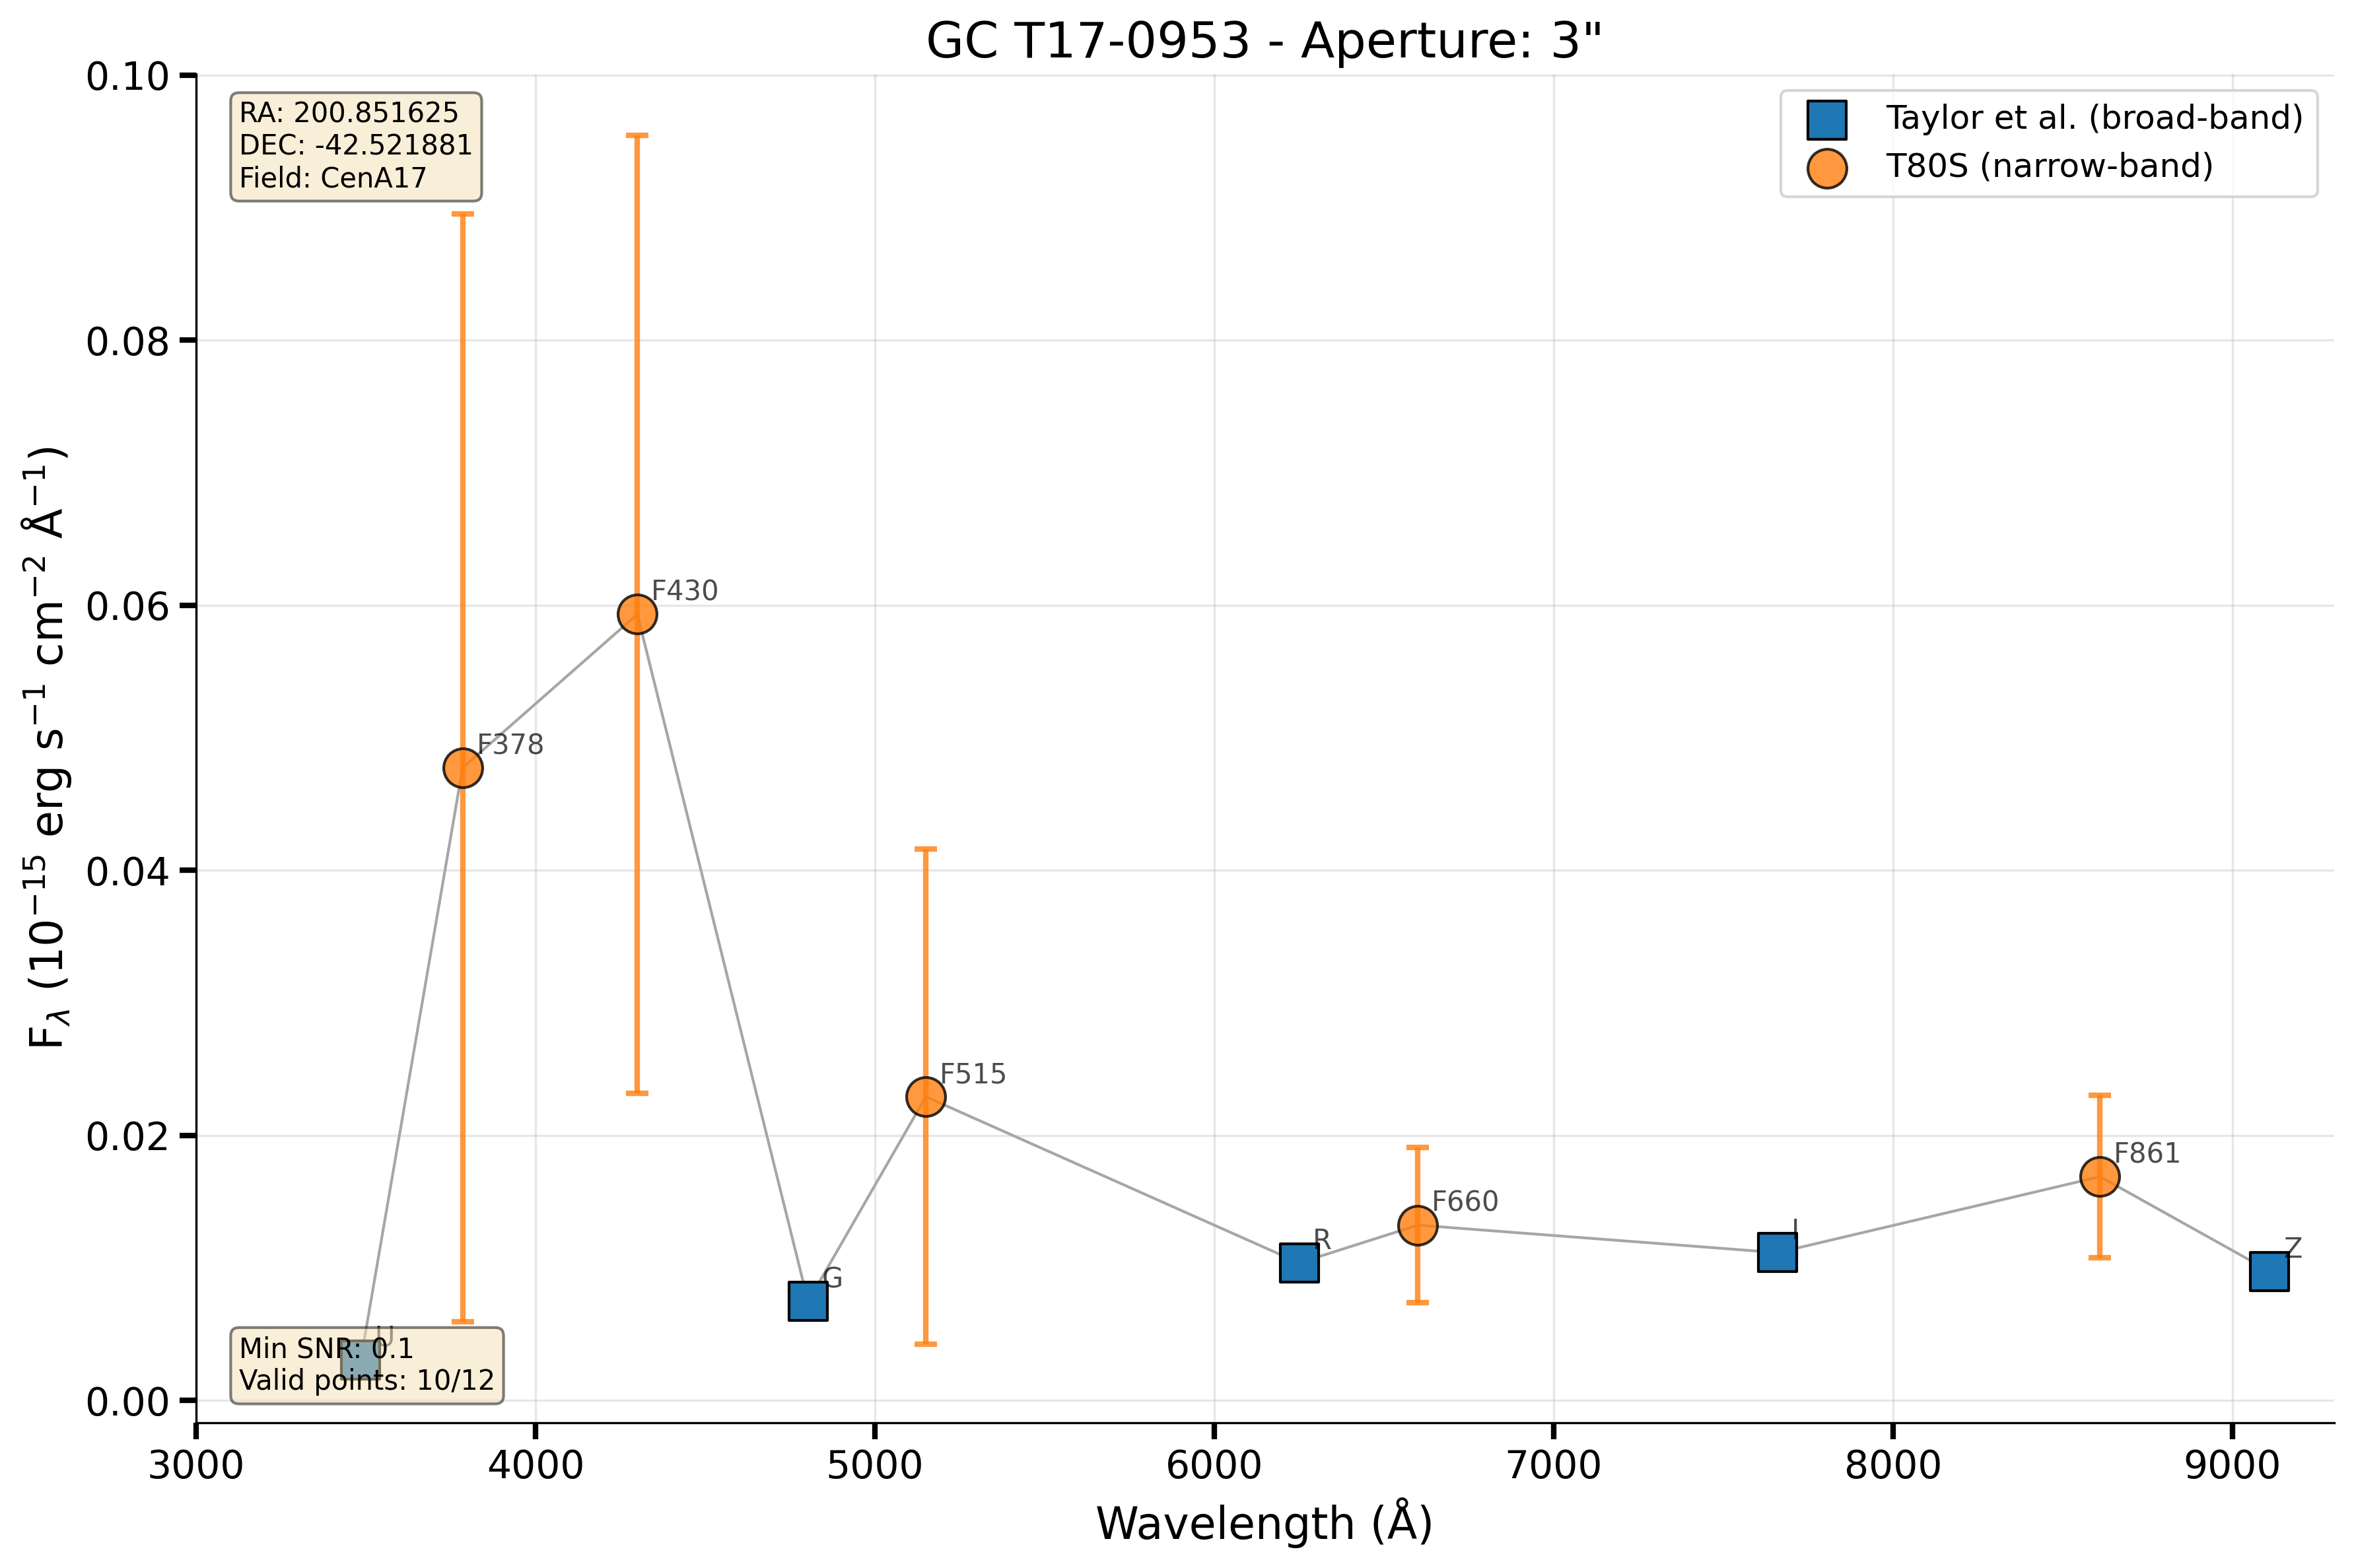 GC T17-0953 - Aperture: 3"
RA: 200.851625
DEC: -42.521881
Field: CenA17
Taylor et al. (broad-band)
T80S (narrow-band)
0.10
0.08
0.06
0.04
0.02
0.00
F_λ (10⁻¹⁵ erg s⁻¹ cm⁻² Å⁻¹)
F430
F378
F515
F861
F660
I
R
Z
G
U
Min SNR: 0.1
Valid points: 10/12
3000
4000
5000
6000
7000
8000
9000
Wavelength (Å)